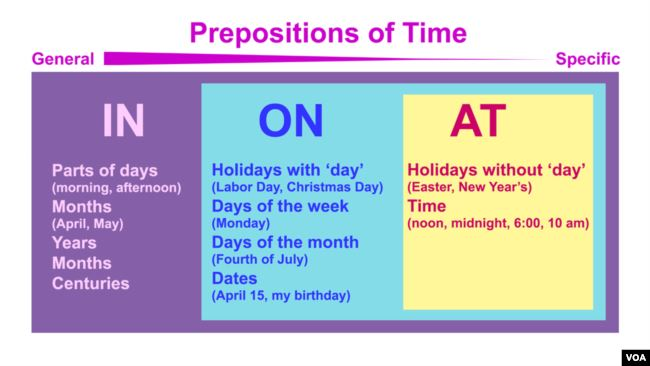 Prepositions of Time
General Specific
IN
Parts of days
(morning, afternoon)
Months
(April, May)
Years
Months
Centuries
ON
Holidays with ‘day’
(Labor Day, Christmas Day)
Days of the week
(Monday)
Days of the month
(Fourth of July)
Dates
(April 15, my birthday)
AT
Holidays without ‘day’
(Easter, New Year’s)
Time
(noon, midnight, 6:00, 10 am)
VOA